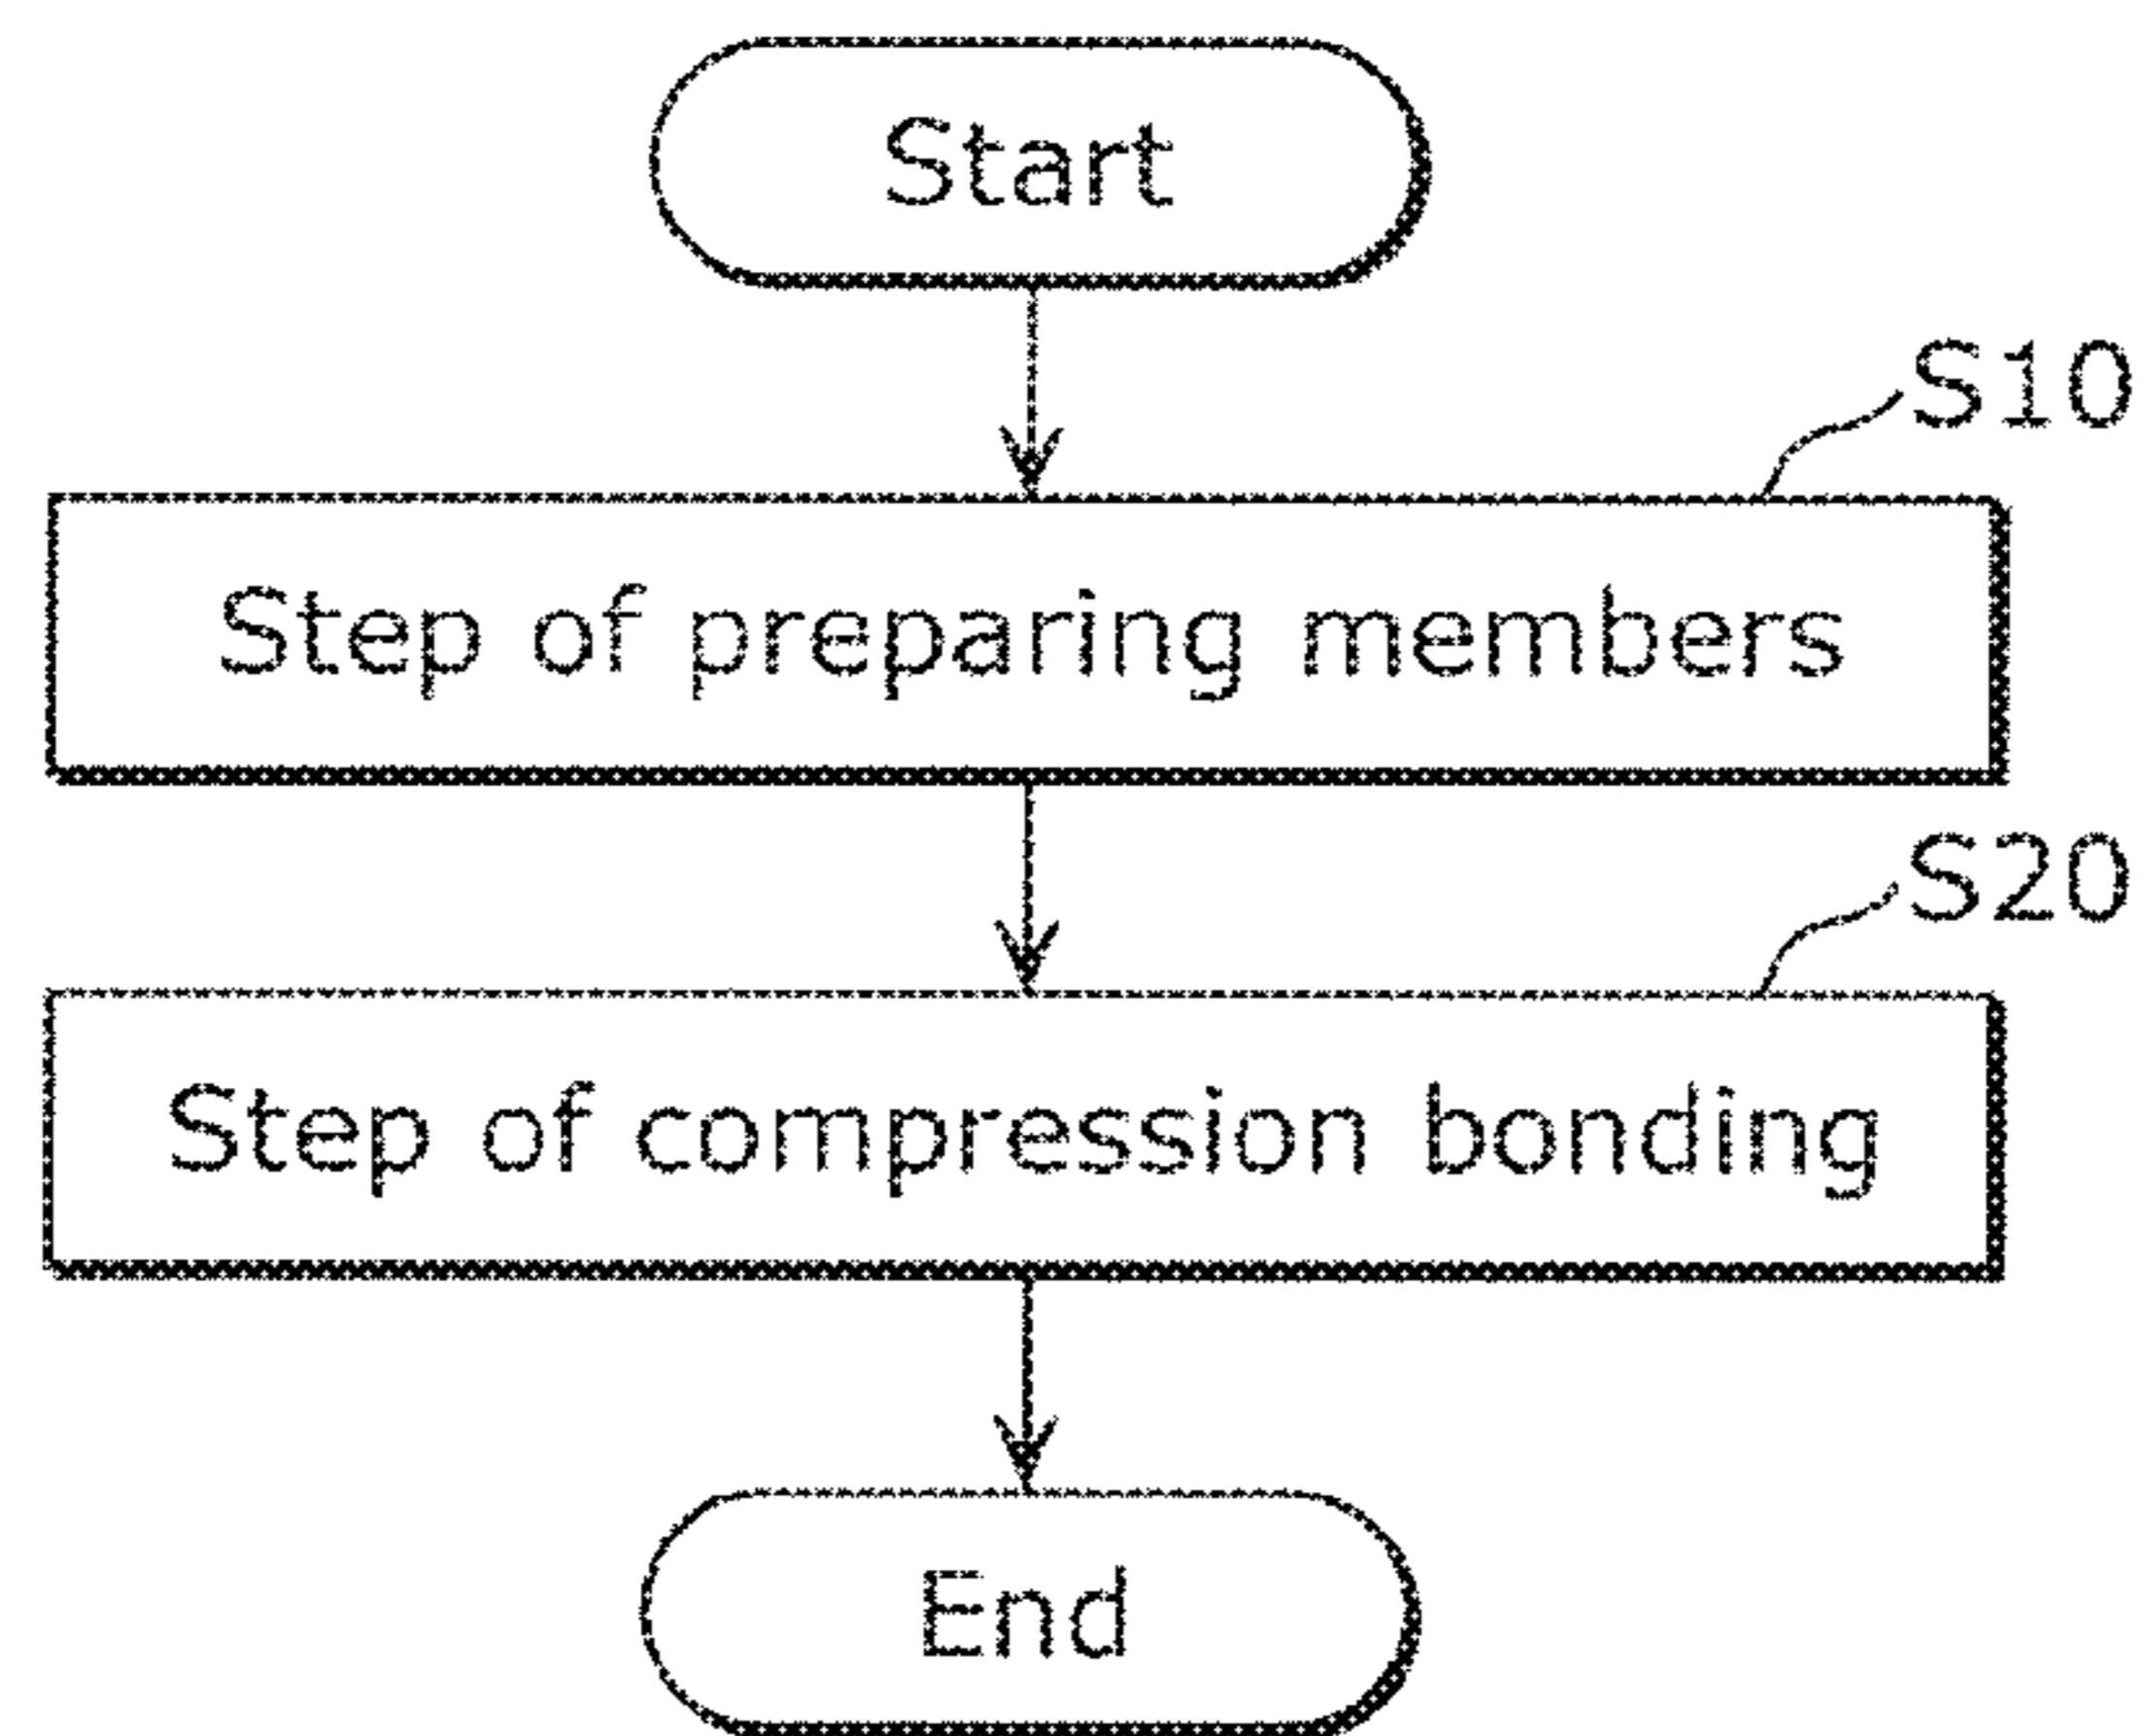 Start
S10
Step of preparing members
S20
Step of compression bonding
End